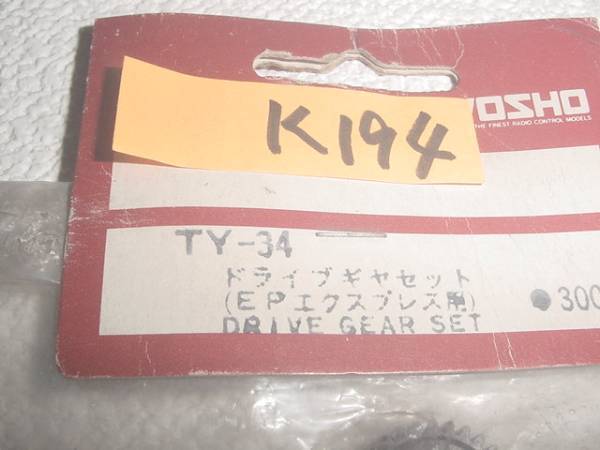 K194
YOSHO
THE FINEST RADIO CONTROL MODELS
TY-34
ドライブギヤセット
(EPエクスプレス用)
●300
DRIVE GEAR SET